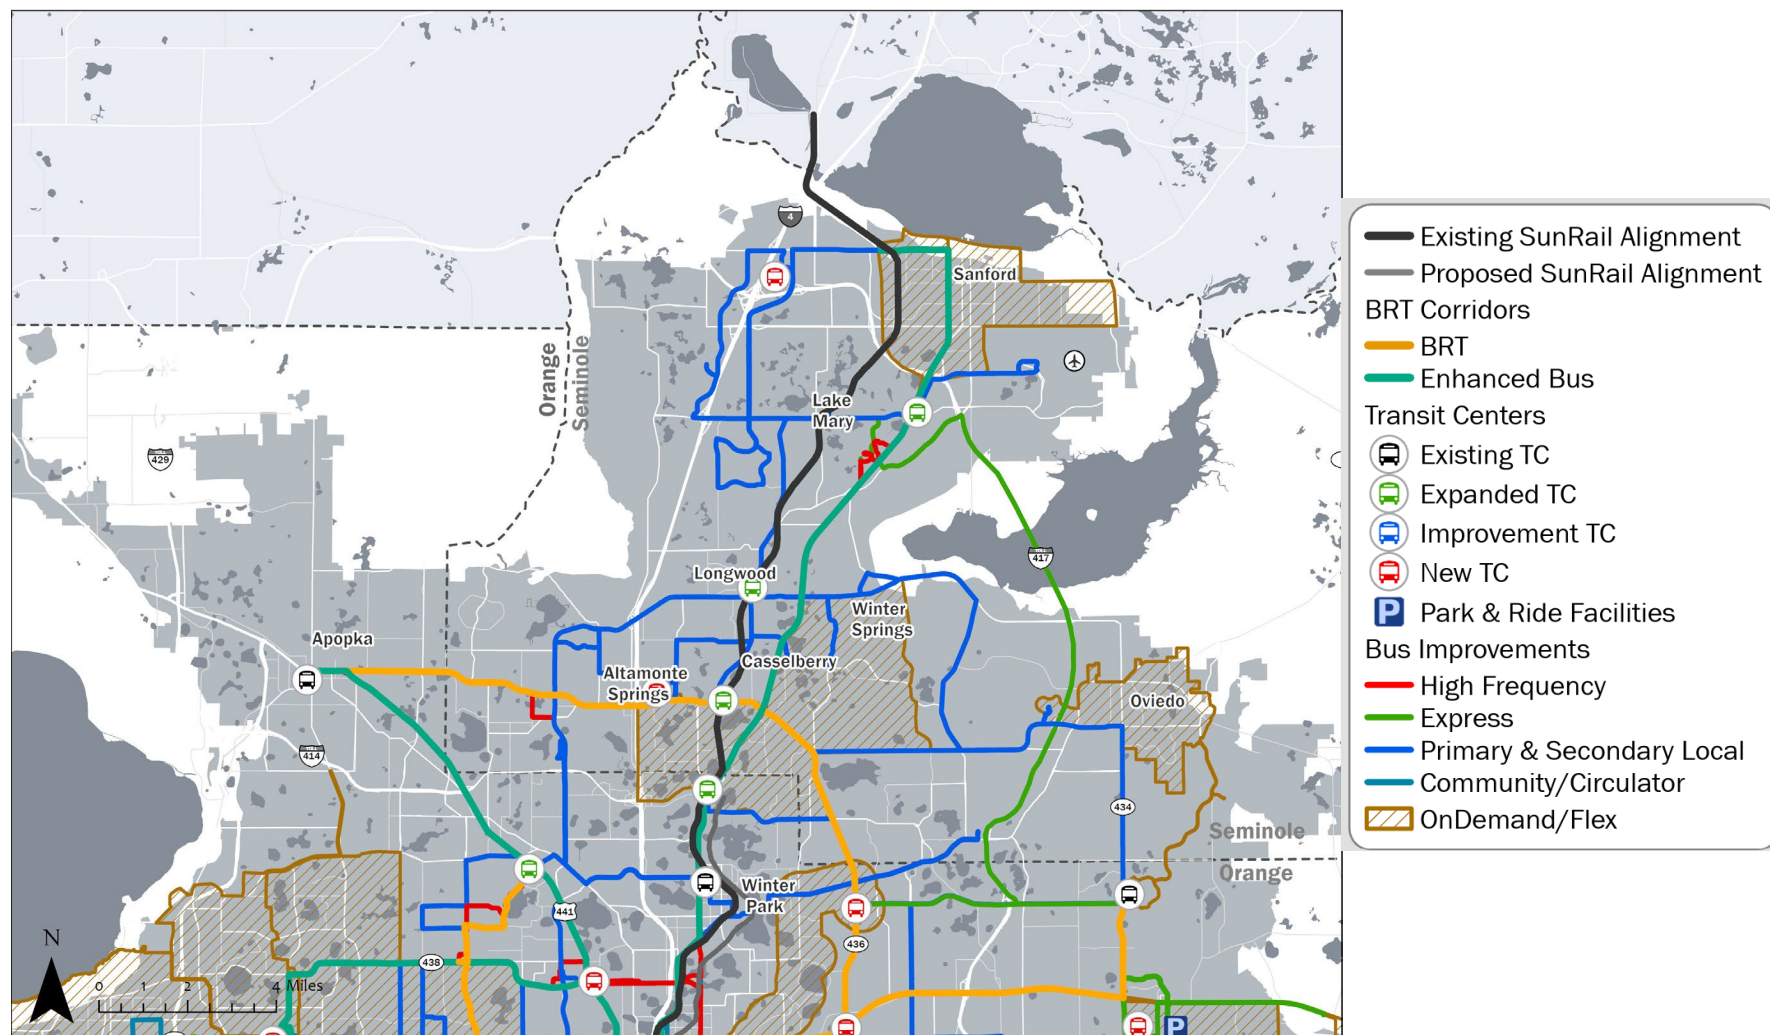 4
Sanford
Orange
Seminole
Lake
Mary
429
417
Longwood
Winter
Springs
Apopka
Casselberry
Altamonte
Springs
Oviedo
414
434
Seminole
Orange
Winter
Park
441
436
438
N
0 1 2 4 Miles
P
Existing SunRail Alignment
Proposed SunRail Alignment
BRT Corridors
BRT
Enhanced Bus
Transit Centers
Existing TC
Expanded TC
Improvement TC
New TC
P Park & Ride Facilities
Bus Improvements
High Frequency
Express
Primary & Secondary Local
Community/Circulator
OnDemand/Flex